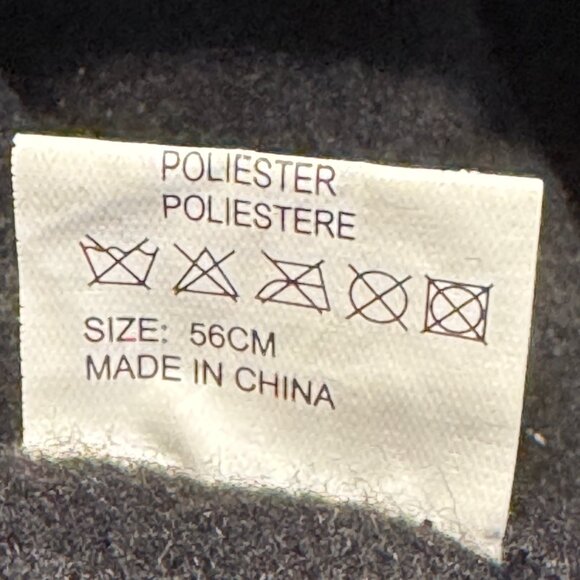 POLIESTER
POLIESTERE
SIZE: 56CM
MADE IN CHINA